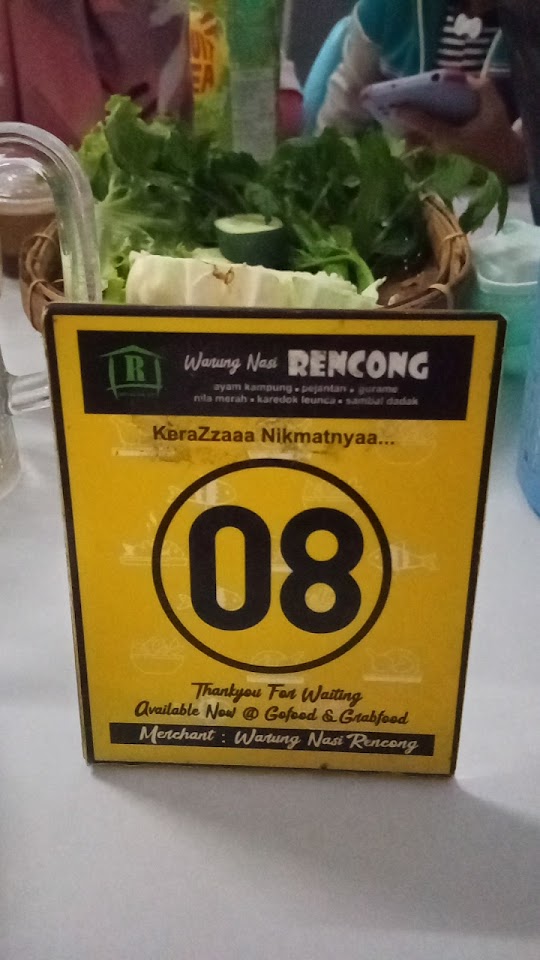 R
Warung Nasi RENCONG
ayam kampung • pejantan • gurame
nila merah • karedok leunca • sambal dadak
KeraZzaaa Nikmatnyaa...
08
Thankyou For Waiting
Available Now @ Gofood & Grabfood
Merchant : Warung Nasi Rencong